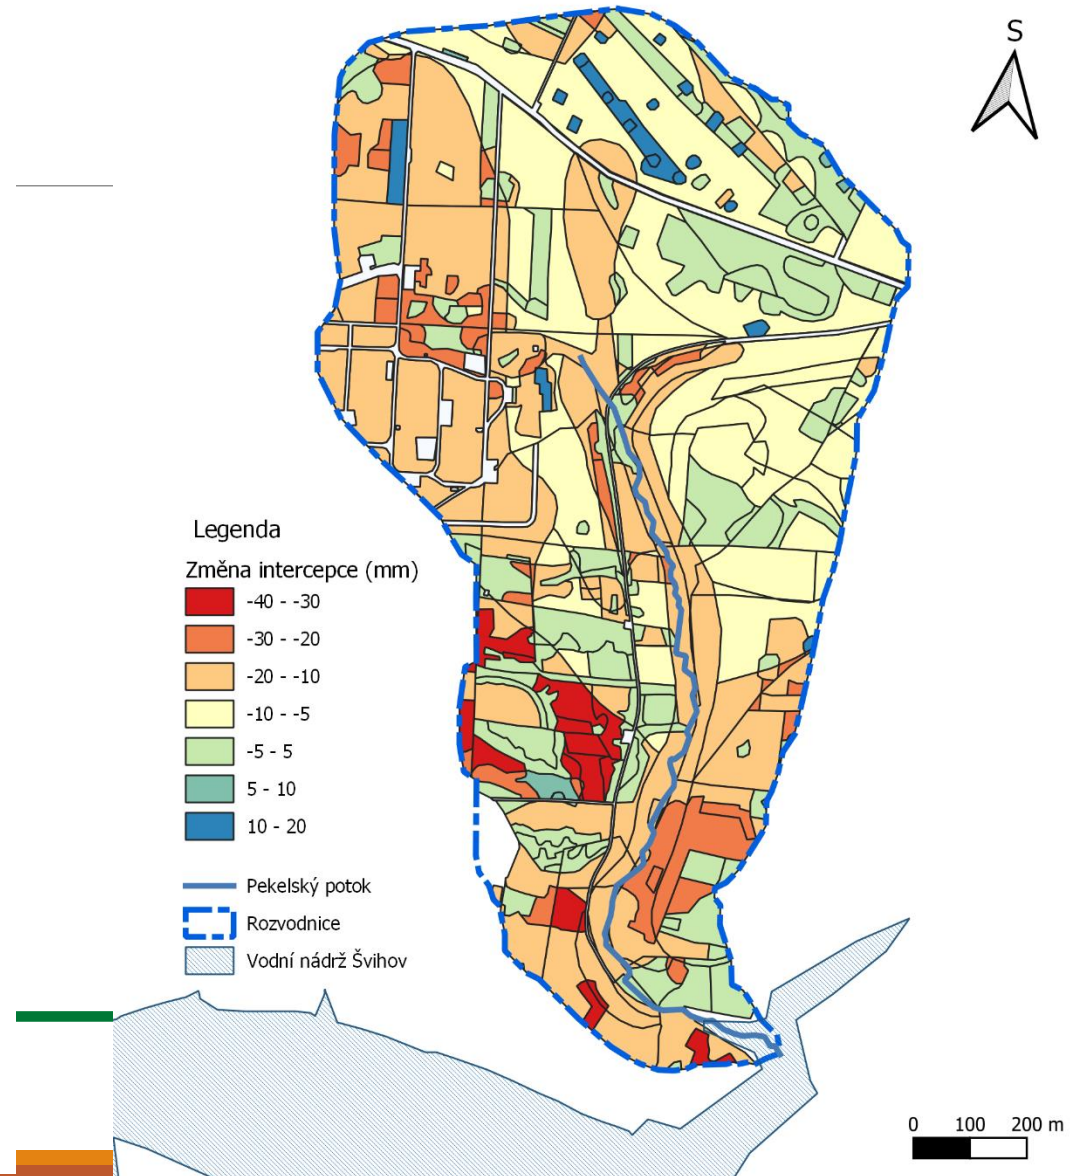 S
Legenda
Změna intercepce (mm)
-40 - -30
-30 - -20
-20 - -10
-10 - -5
-5 - 5
5 - 10
10 - 20
Pekelský potok
Rozvodnice
Vodní nádrž Švihov
0 100 200 m